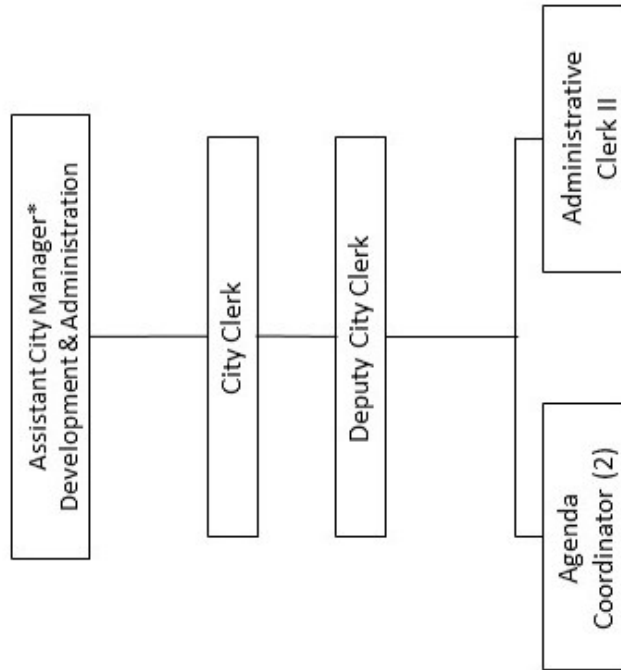 Assistant City Manager*
Development & Administration
City Clerk
Deputy City Clerk
Agenda
Coordinator (2)
Administrative
Clerk II